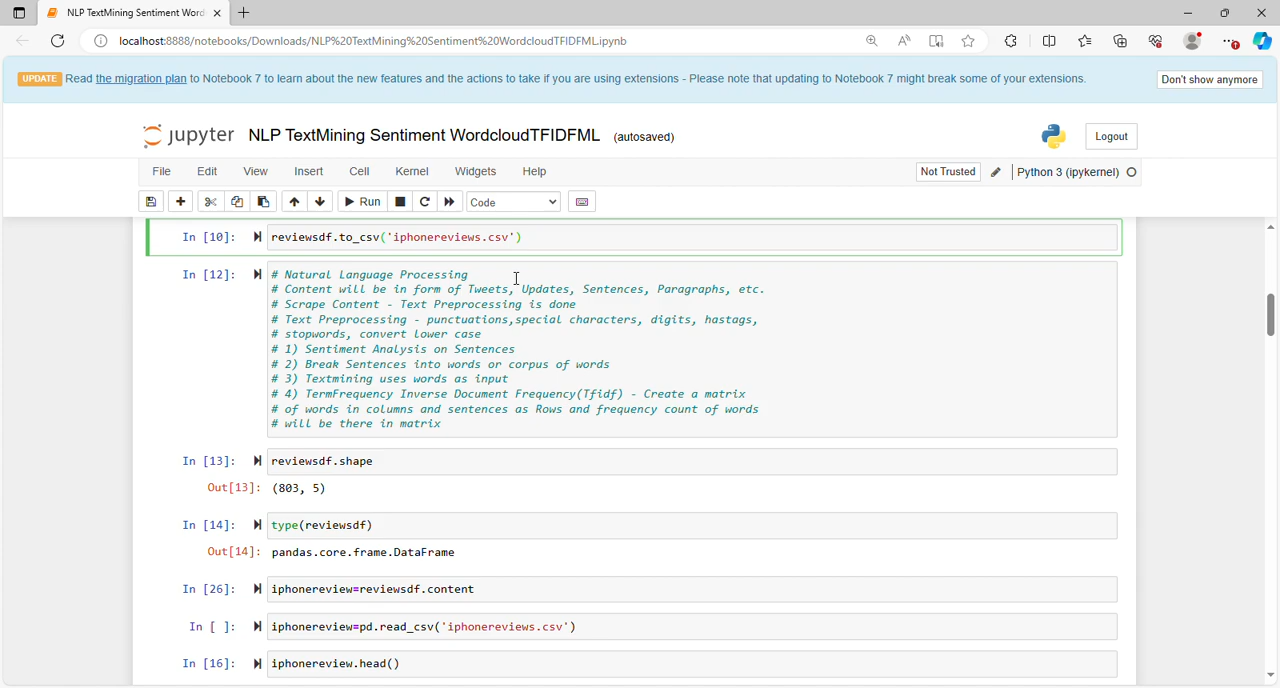 NLP TextMining Sentiment Word
localhost:8888/notebooks/Downloads/NLP%20TextMining%20Sentiment%20WordcloudTFIDFML.ipynb
UPDATE Read the migration plan to Notebook 7 to learn about the new features and the actions to take if you are using extensions - Please note that updating to Notebook 7 might break some of your extensions. Don't show anymore
jupyter NLP TextMining Sentiment WordcloudTFIDFML (autosaved) Logout
File Edit View Insert Cell Kernel Widgets Help Not Trusted Python 3 (ipykernel)
Run Code
In [10]: reviewsdf.to_csv('iphonereviews.csv')
In [12]: # Natural Language Processing
# Content will be in form of Tweets, Updates, Sentences, Paragraphs, etc.
# Scrape Content - Text Preprocessing is done
# Text Preprocessing - punctuations,special characters, digits, hastags,
# stopwords, convert lower case
# 1) Sentiment Analysis on Sentences
# 2) Break Sentences into words or corpus of words
# 3) Textmining uses words as input
# 4) TermFrequency Inverse Document Frequency(Tfidf) - Create a matrix
# of words in columns and sentences as Rows and frequency count of words
# will be there in matrix
In [13]: reviewsdf.shape
Out[13]: (803, 5)
In [14]: type(reviewsdf)
Out[14]: pandas.core.frame.DataFrame
In [26]: iphonereview=reviewsdf.content
In [ ]: iphonereview=pd.read_csv('iphonereviews.csv')
In [16]: iphonereview.head()